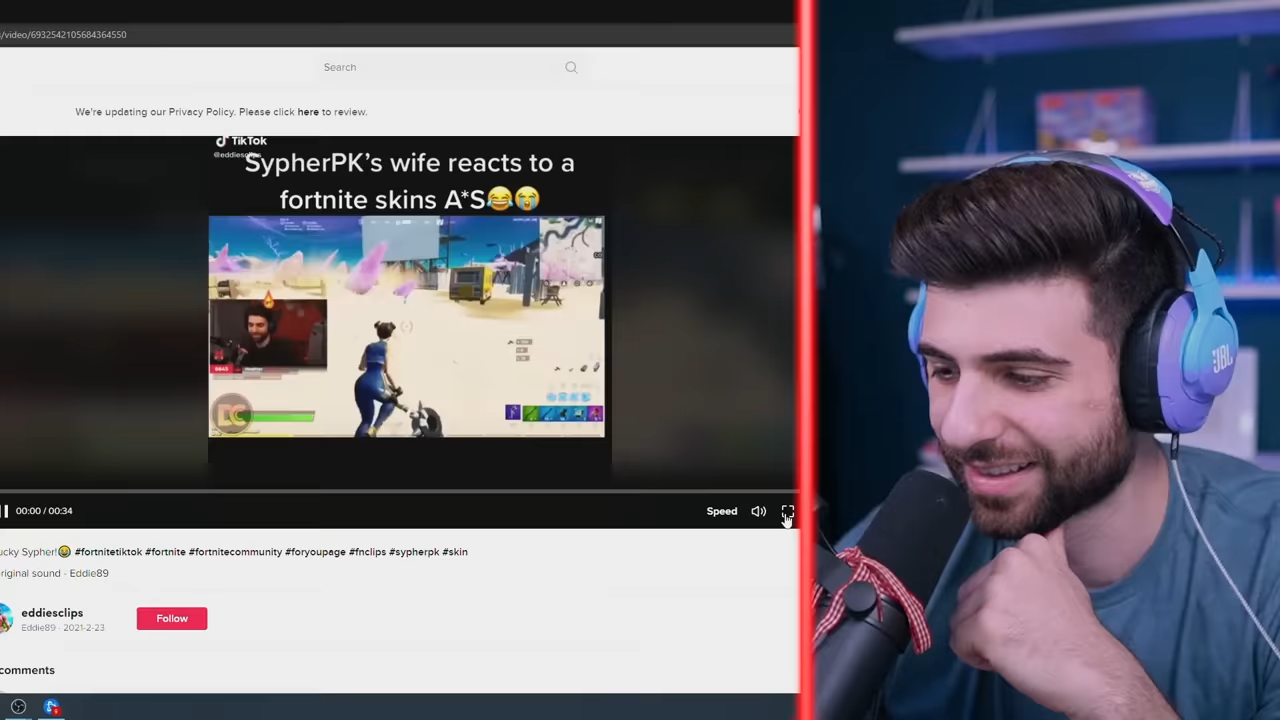 /video/6932542105684364550
Search
We're updating our Privacy Policy. Please click here to review.
TikTok
@eddiesclips
SypherPK's wife reacts to a
fortnite skins A*S😂😭
00:00 / 00:34
Speed
ucky Sypher!😂 #fortnitetiktok #fortnite #fortnitecommunity #foryoupage #fnclips #sypherpk #skin
riginal sound - Eddie89
eddiesclips
Eddie89 · 2021-2-23
Follow
comments
JBL